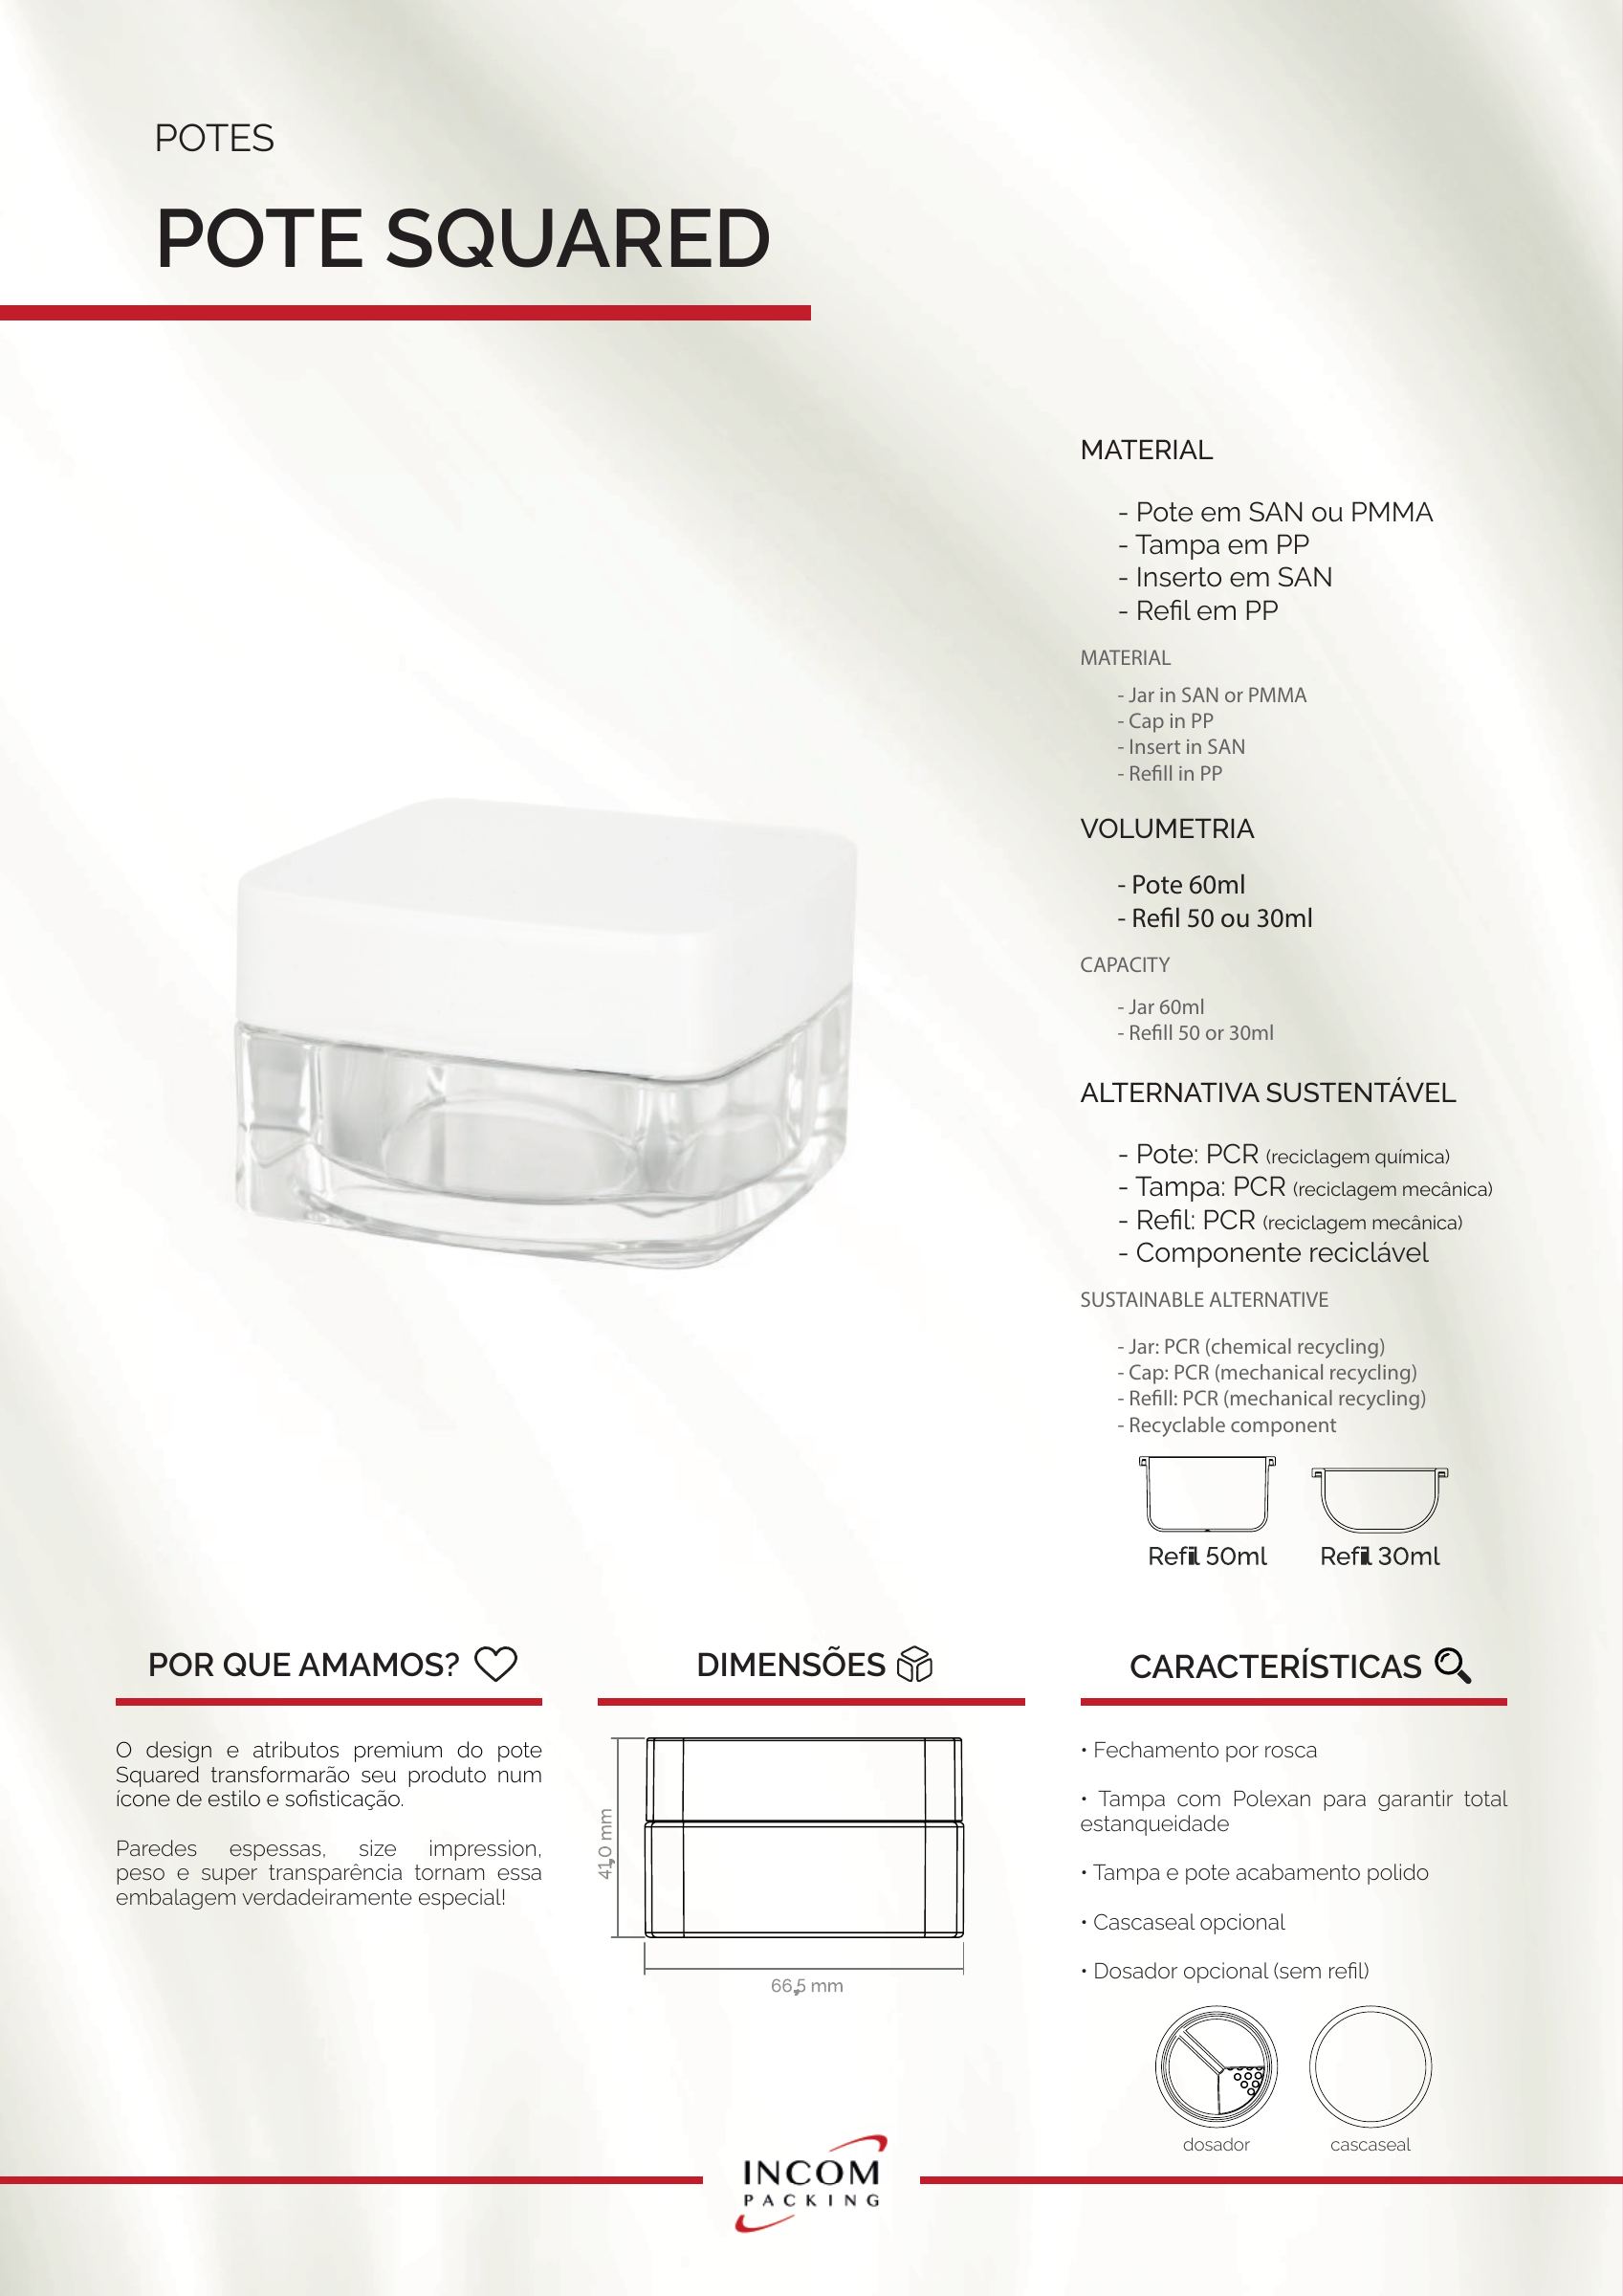 POTES
POTE SQUARED
MATERIAL
- Pote em SAN ou PMMA
- Tampa em PP
- Inserto em SAN
- Refil em PP
MATERIAL
- Jar in SAN or PMMA
- Cap in PP
- Insert in SAN
- Refill in PP
VOLUMETRIA
- Pote 60ml
- Refil 50 ou 30ml
CAPACITY
- Jar 60ml
- Refill 50 or 30ml
ALTERNATIVA SUSTENTÁVEL
- Pote: PCR (reciclagem química)
- Tampa: PCR (reciclagem mecânica)
- Refil: PCR (reciclagem mecânica)
- Componente reciclável
SUSTAINABLE ALTERNATIVE
- Jar: PCR (chemical recycling)
- Cap: PCR (mechanical recycling)
- Refill: PCR (mechanical recycling)
- Recyclable component
Refil 50ml
Refil 30ml
POR QUE AMAMOS?
O design e atributos premium do pote
Squared transformarão seu produto num
ícone de estilo e sofisticação.
Paredes espessas, size impression,
peso e super transparência tornam essa
embalagem verdadeiramente especial!
DIMENSÕES
41,0 mm
66,5 mm
CARACTERÍSTICAS
• Fechamento por rosca
• Tampa com Polexan para garantir total
estanqueidade
• Tampa e pote acabamento polido
• Cascaseal opcional
• Dosador opcional (sem refil)
dosador
cascaseal
INCOM
PACKING